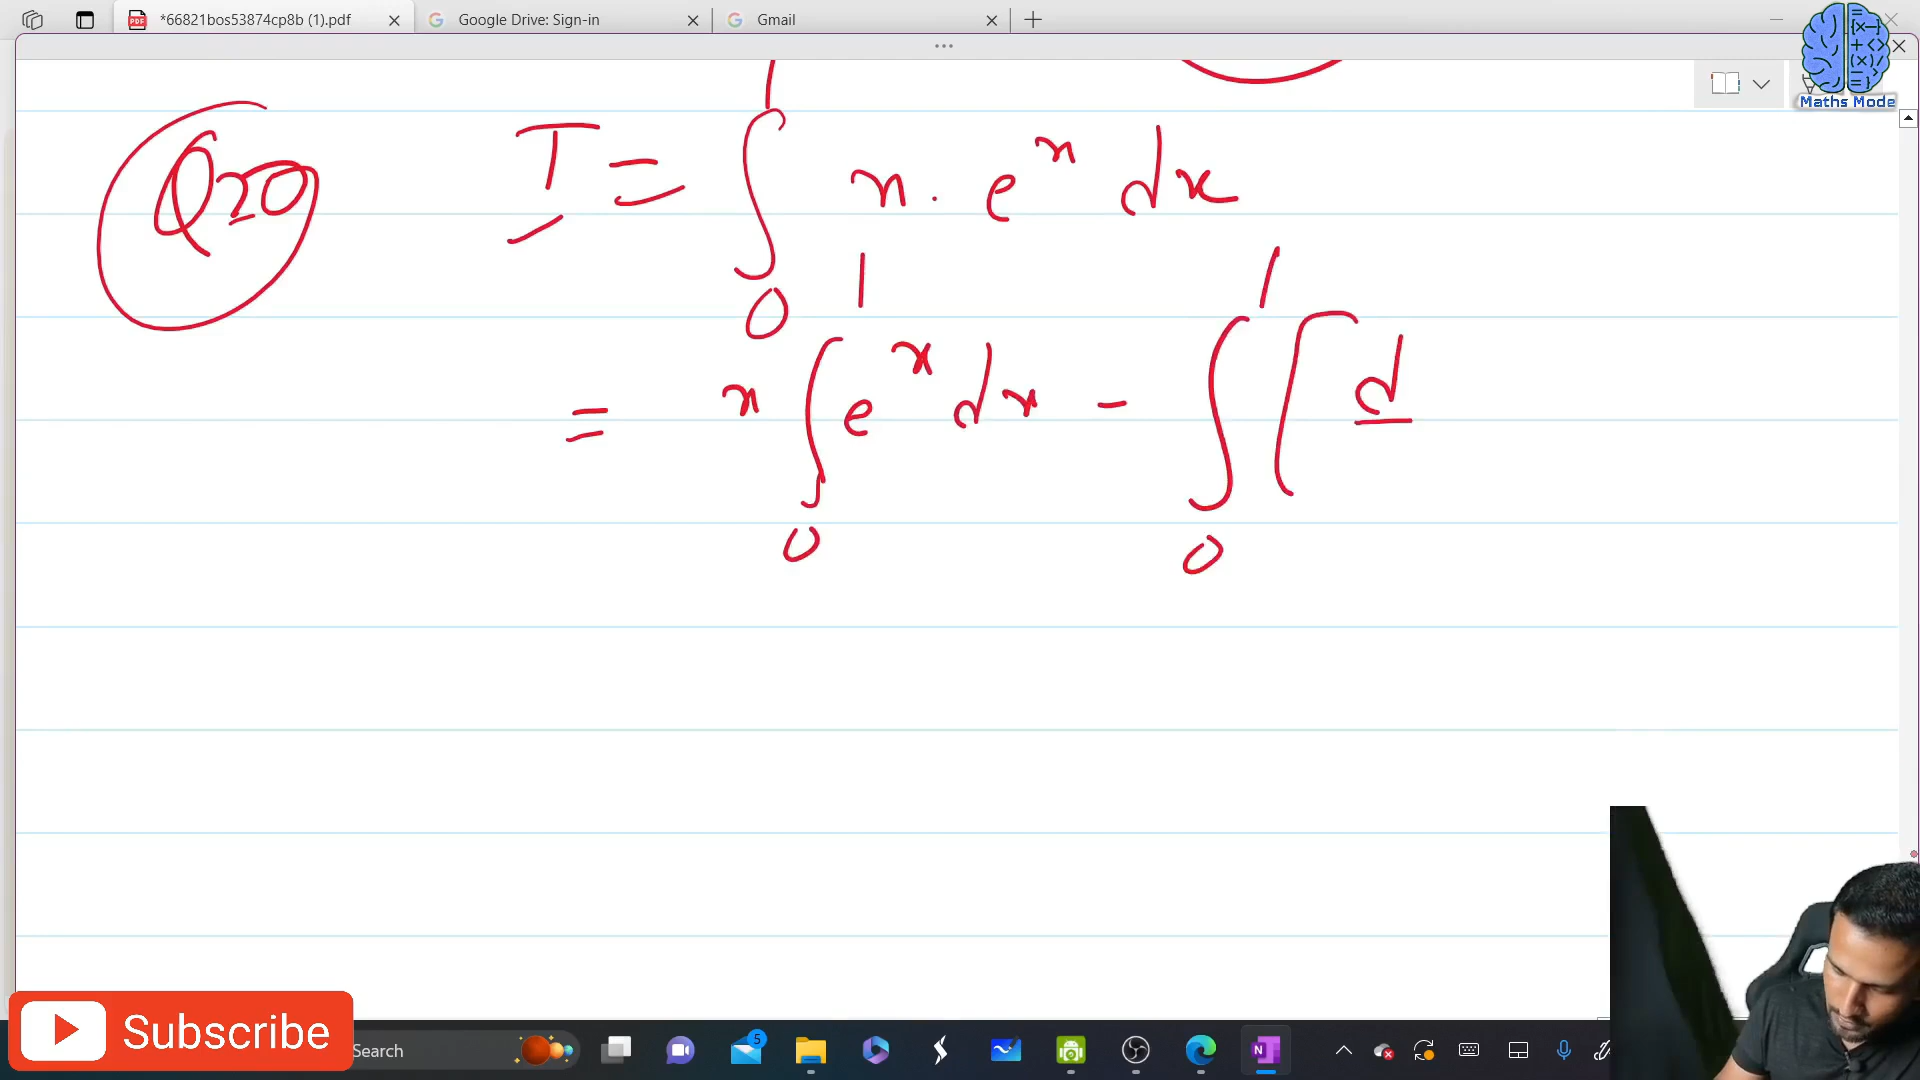 *66821bos53874cp8b (1).pdf
Google Drive: Sign-in
Gmail
Maths Mode
Q20 I = ∫₀¹ x . eˣ dx
= x ∫₀¹ eˣ dx - ∫₀¹ [ d
Subscribe
Search
5